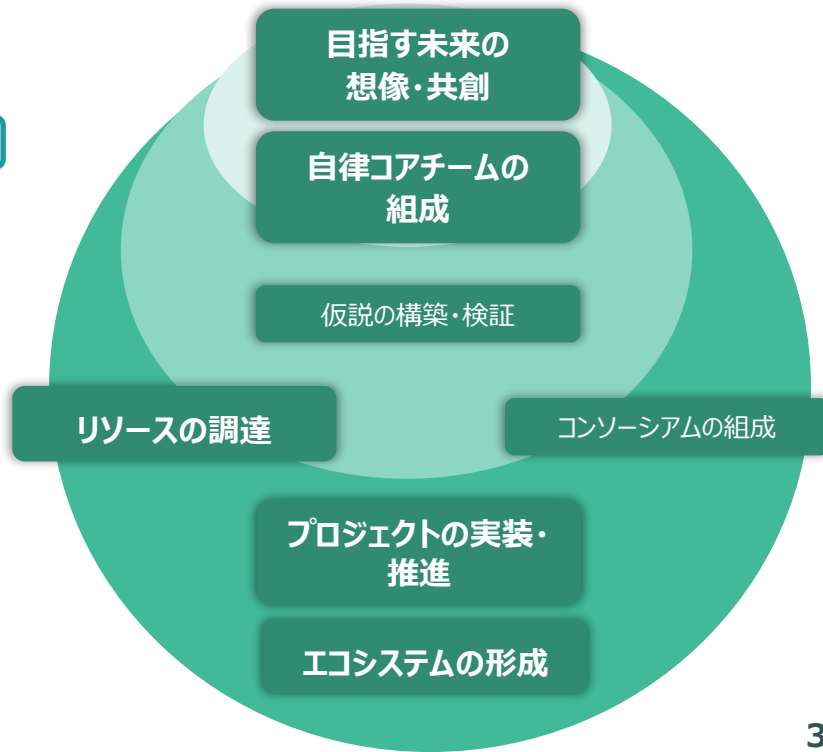 目指す未来の
想像・共創
自律コアチームの
組成
仮説の構築・検証
リソースの調達
コンソーシアムの組成
プロジェクトの実装・
推進
エコシステムの形成
3